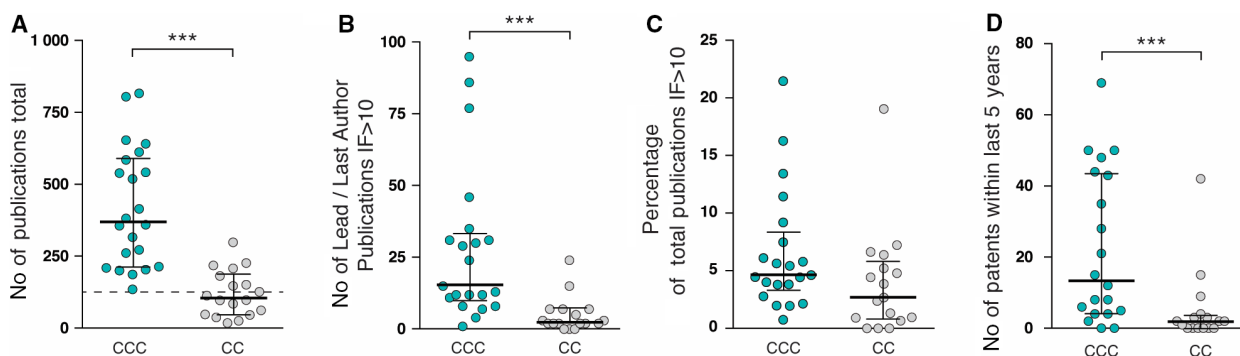 A
No of publications total
1 000
750
500
250
0
***
CCC
CC
B
No of Lead / Last Author
Publications IF>10
100
75
50
25
0
***
CCC
CC
C
Percentage
of total publications IF>10
25
20
15
10
5
0
CCC
CC
D
No of patents within last 5 years
80
60
40
20
0
***
CCC
CC